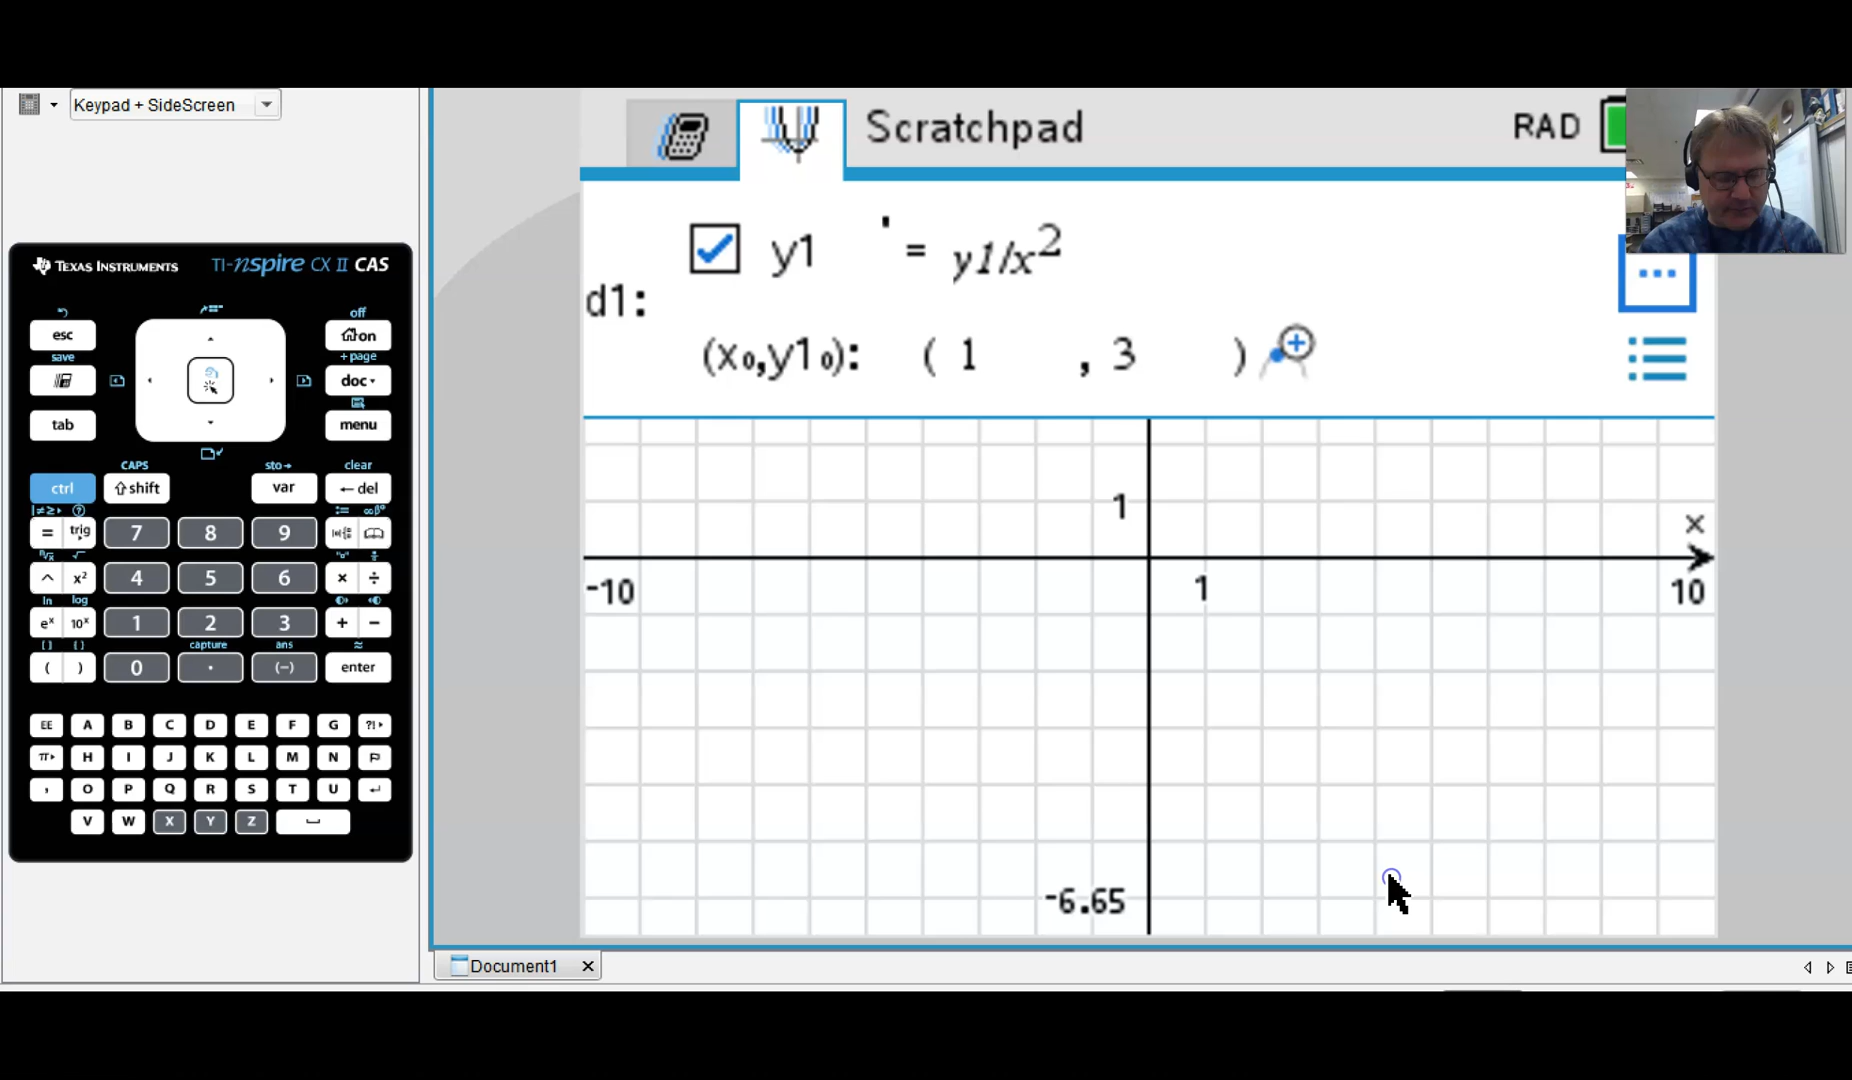 Keypad + SideScreen
TEXAS INSTRUMENTS TI-nspire CX II CAS
off
esc on
save + page
doc
tab menu
CAPS sto→ clear
ctrl shift var ← del
|≠≥▸ ? := ∞β°
= trig 7 8 9
ⁿ√x √ "∞" ÷
^ x² 4 5 6 × ÷
ln log
eˣ 10ˣ 1 2 3 + −
[ ] { } capture ans ≈
( ) 0 . (−) enter
EE A B C D E F G ?!▸
π▸ H I J K L M N
, O P Q R S T U ↵
V W X Y Z
Scratchpad RAD
y1 ' = y1/x²
d1:
(x₀,y1₀): ( 1 , 3 )
...
1
x
-10 1 10
-6.65
Document1